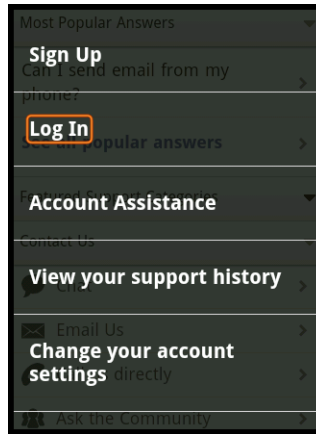 Most Popular Answers
Sign Up
Can I send email from my
phone?
Log In
See all popular answers
Account Assistance
Featured Support Categories
Contact Us
View your support history
Chat
Email Us
Change your account
settings
directly
Ask the Community